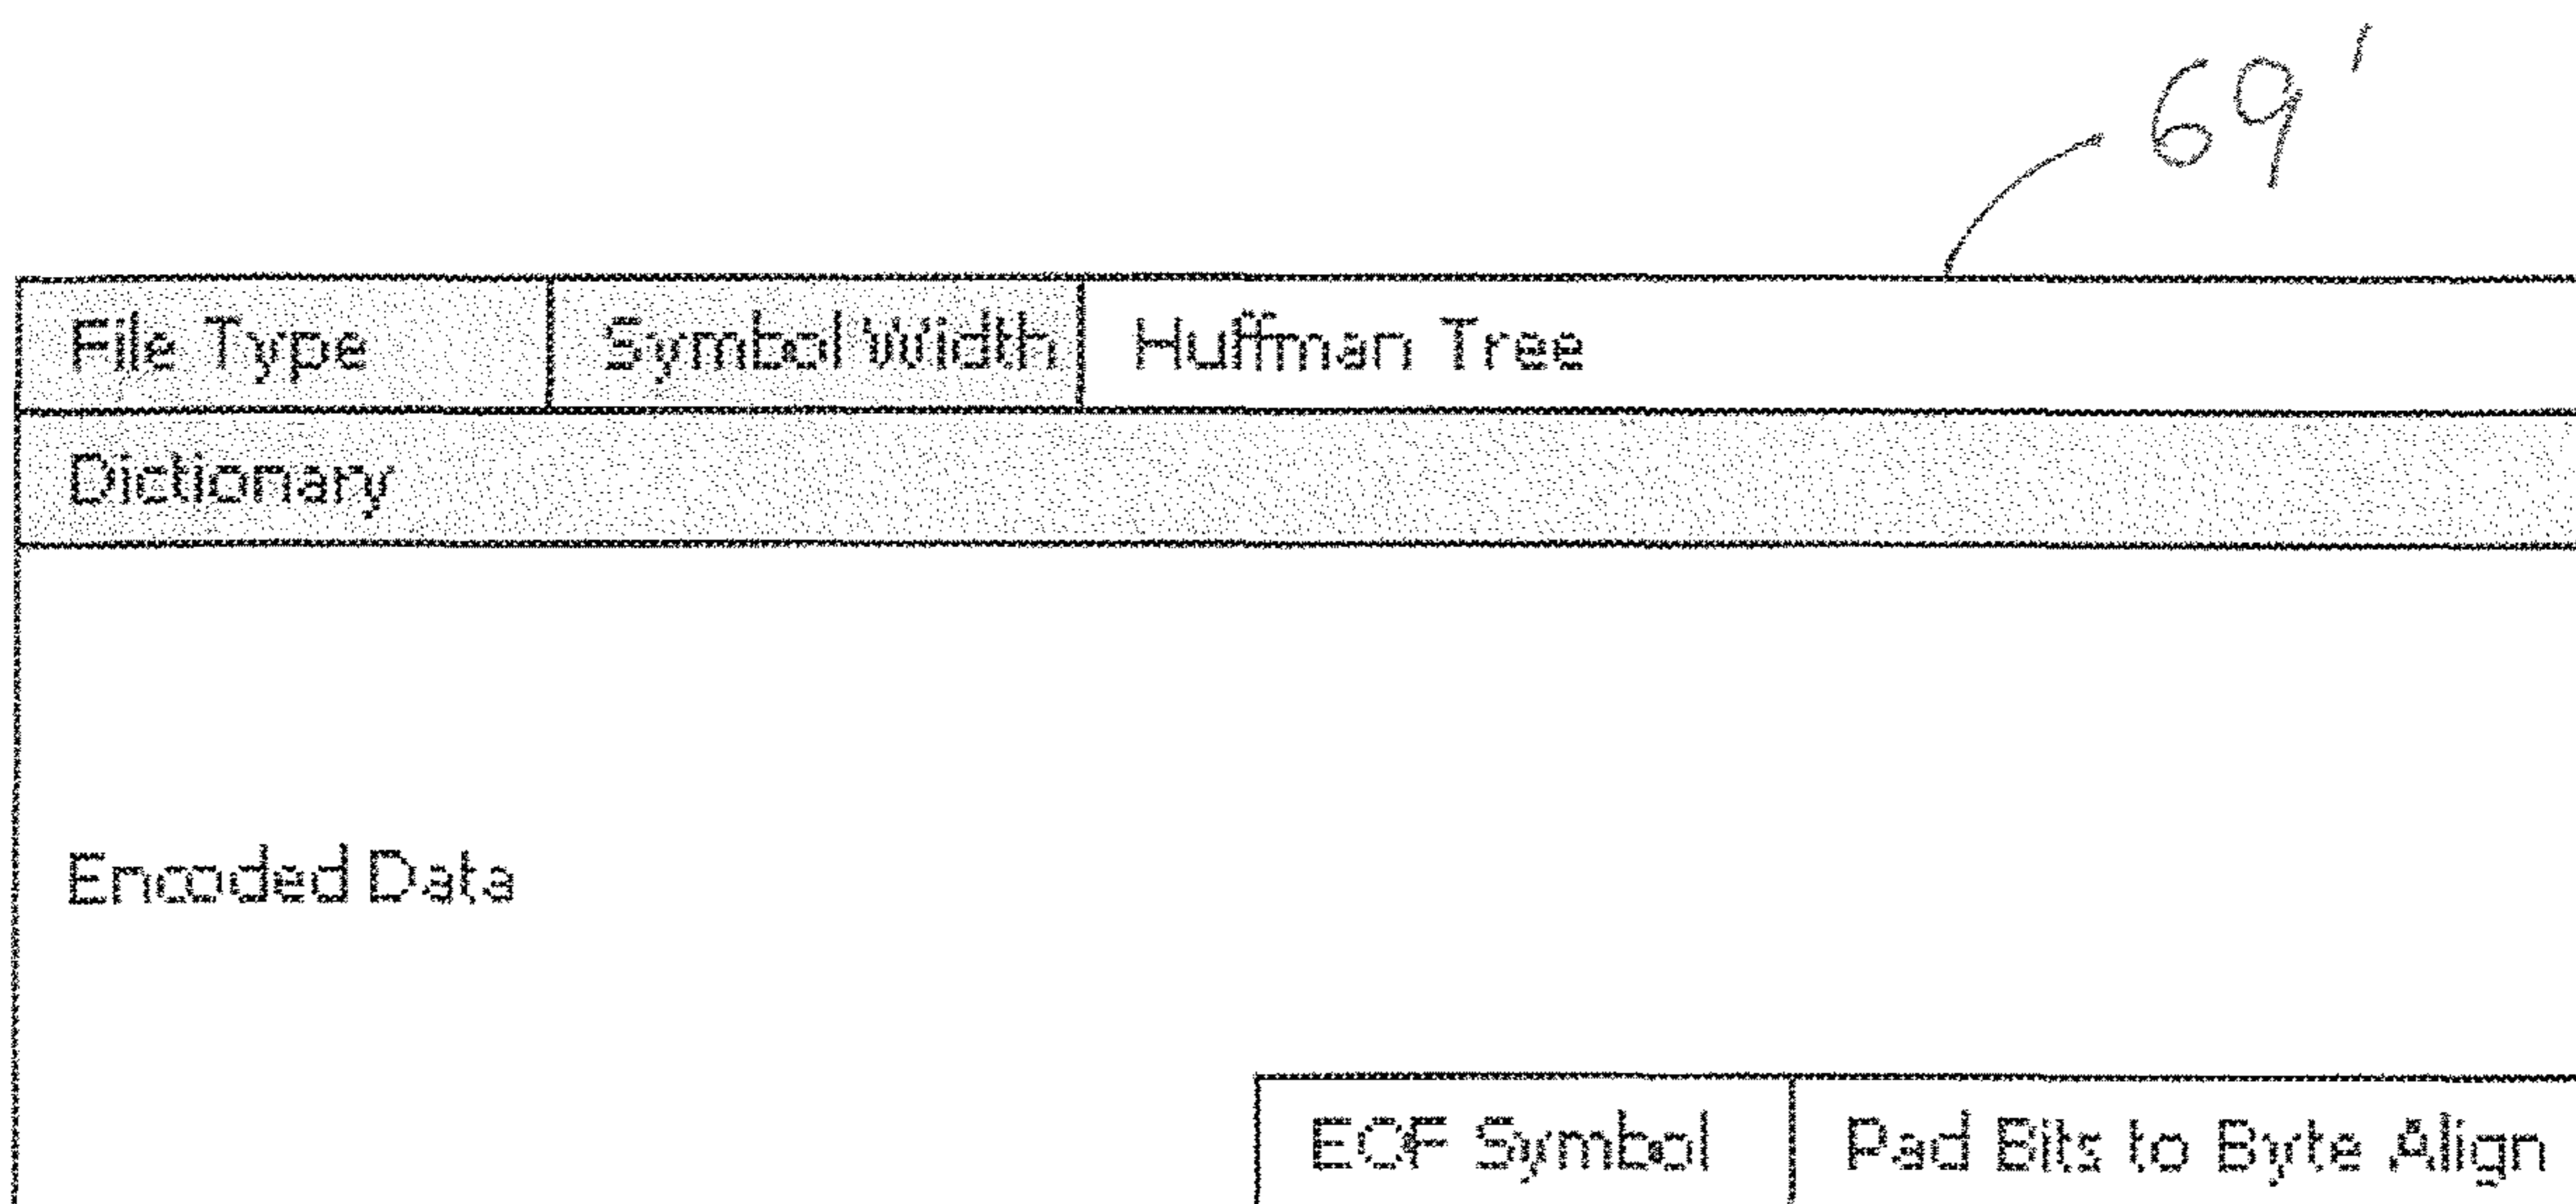 69'
File Type Symbol Width Huffman Tree
Dictionary
Encoded Data
EOF Symbol Pad Bits to Byte Align